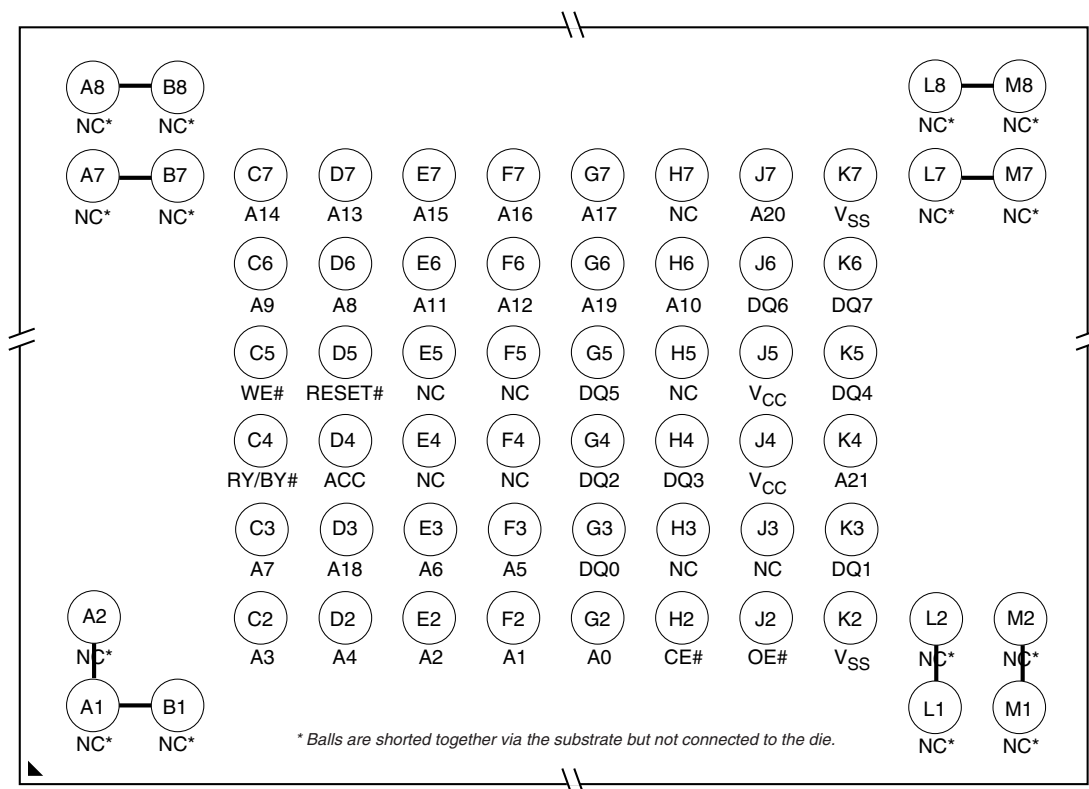 A8 B8 L8 M8
NC* NC* NC* NC*
A7 B7 C7 D7 E7 F7 G7 H7 J7 K7 L7 M7
NC* NC* A14 A13 A15 A16 A17 NC A20 VSS NC* NC*
C6 D6 E6 F6 G6 H6 J6 K6
A9 A8 A11 A12 A19 A10 DQ6 DQ7
C5 D5 E5 F5 G5 H5 J5 K5
WE# RESET# NC NC DQ5 NC VCC DQ4
C4 D4 E4 F4 G4 H4 J4 K4
RY/BY# ACC NC NC DQ2 DQ3 VCC A21
C3 D3 E3 F3 G3 H3 J3 K3
A7 A18 A6 A5 DQ0 NC NC DQ1
A2 C2 D2 E2 F2 G2 H2 J2 K2 L2 M2
NC* A3 A4 A2 A1 A0 CE# OE# VSS NC* NC*
A1 B1 L1 M1
NC* NC* NC* NC*
* Balls are shorted together via the substrate but not connected to the die.